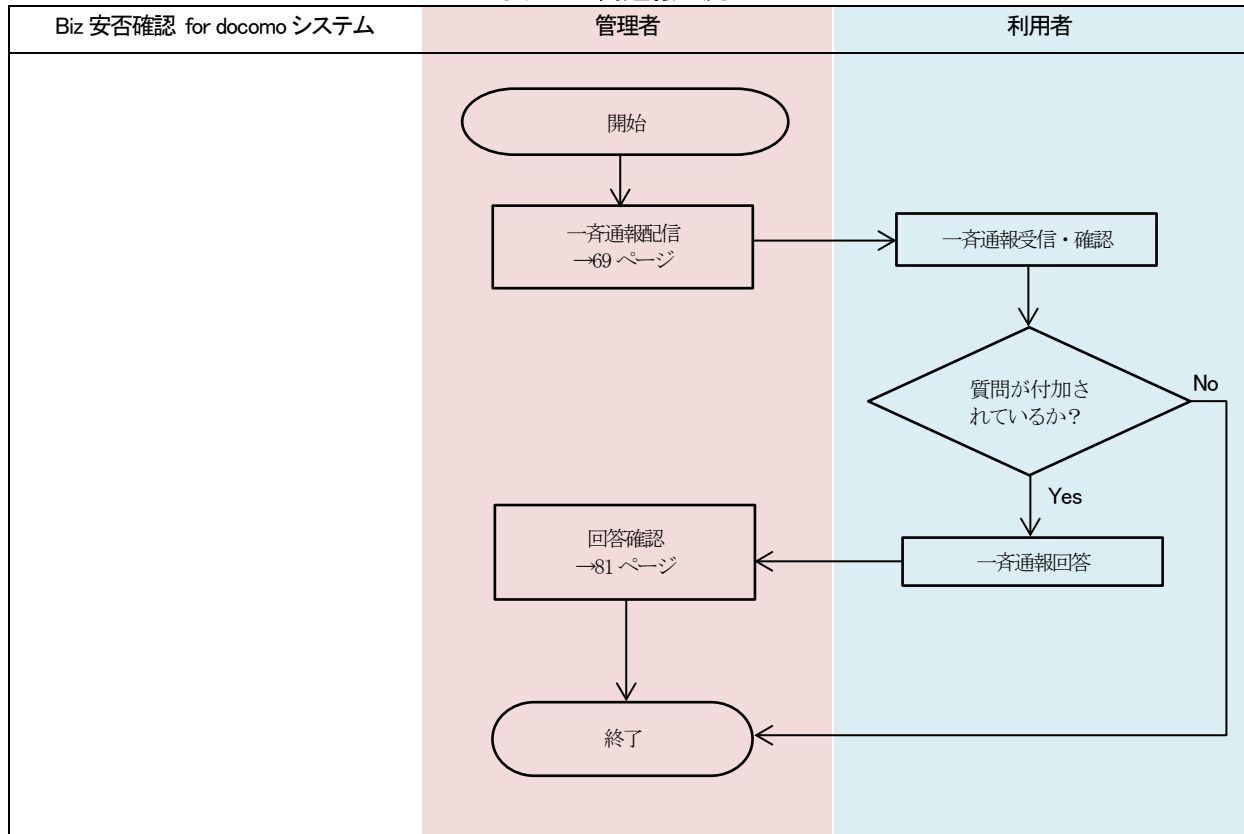 Biz 安否確認 for docomo システム
管理者
利用者
開始
一斉通報配信
→69 ページ
一斉通報受信・確認
質問が付加さ
れているか？
No
Yes
一斉通報回答
回答確認
→81 ページ
終了